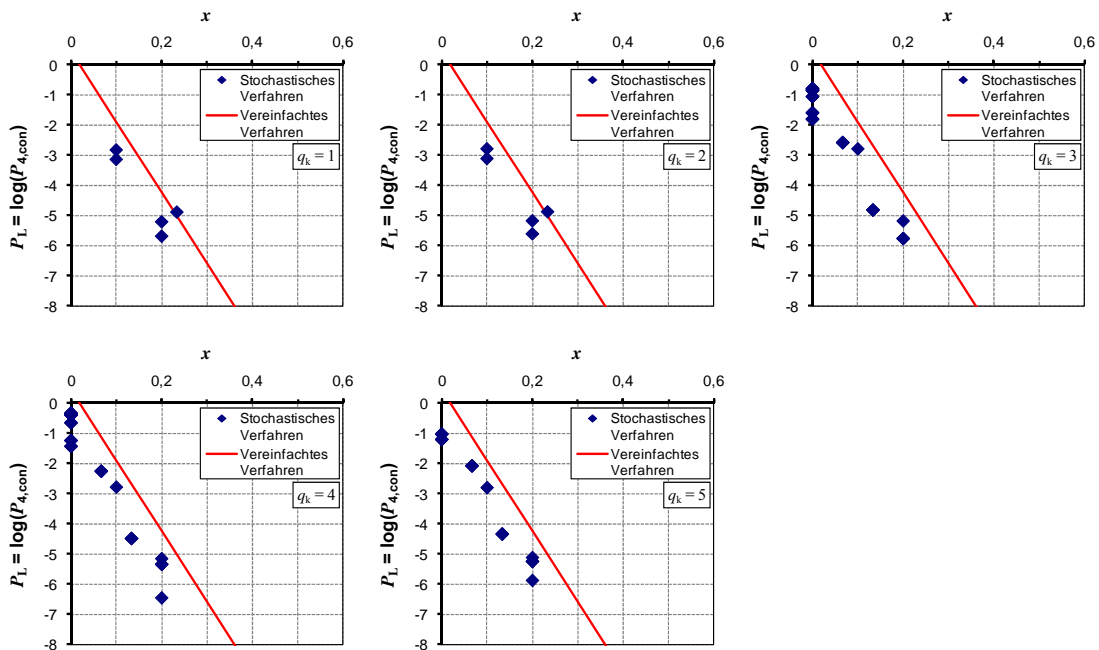 x
0
0,2
0,4
0,6
0
-1
-2
-3
-4
-5
-6
-7
-8
P_L = log(P_4,con)
Stochastisches
Verfahren
Vereinfachtes
Verfahren
q_k = 1
x
0
0,2
0,4
0,6
0
-1
-2
-3
-4
-5
-6
-7
-8
P_L = log(P_4,con)
Stochastisches
Verfahren
Vereinfachtes
Verfahren
q_k = 2
x
0
0,2
0,4
0,6
0
-1
-2
-3
-4
-5
-6
-7
-8
P_L = log(P_4,con)
Stochastisches
Verfahren
Vereinfachtes
Verfahren
q_k = 3
x
0
0,2
0,4
0,6
0
-1
-2
-3
-4
-5
-6
-7
-8
P_L = log(P_4,con)
Stochastisches
Verfahren
Vereinfachtes
Verfahren
q_k = 4
x
0
0,2
0,4
0,6
0
-1
-2
-3
-4
-5
-6
-7
-8
P_L = log(P_4,con)
Stochastisches
Verfahren
Vereinfachtes
Verfahren
q_k = 5